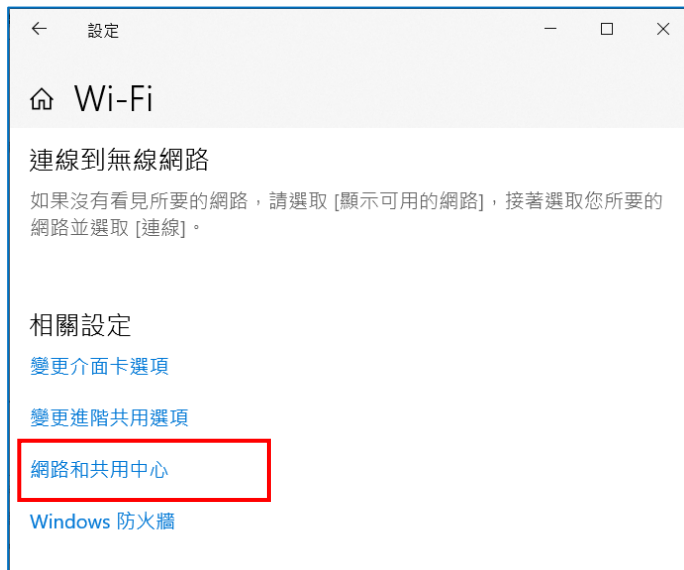 設定
Wi-Fi
連線到無線網路
如果沒有看見所要的網路，請選取 [顯示可用的網路]，接著選取您所要的
網路並選取 [連線]。
相關設定
變更介面卡選項
變更進階共用選項
網路和共用中心
Windows 防火牆